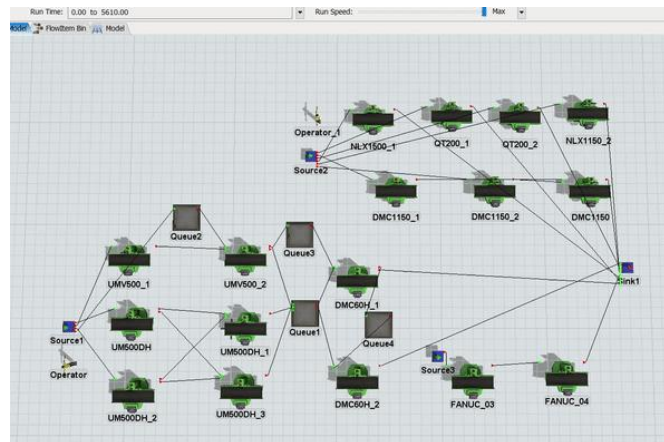 Run Time: 0.00 to 5610.00 Run Speed: Max
Model FlowItem Bin Model
Operator_1
NLX1500_1 QT200_1 QT200_2 NLX1150_2
Source2
DMC1150_1 DMC1150_2 DMC1150
Queue2
Queue3
UMV500_1 UMV500_2
DMC60H_1
Sink1
Source1
UM500DH
UM500DH_1
Queue1
Queue4
Operator
Source3
UM500DH_2 UM500DH_3 DMC60H_2 FANUC_03 FANUC_04